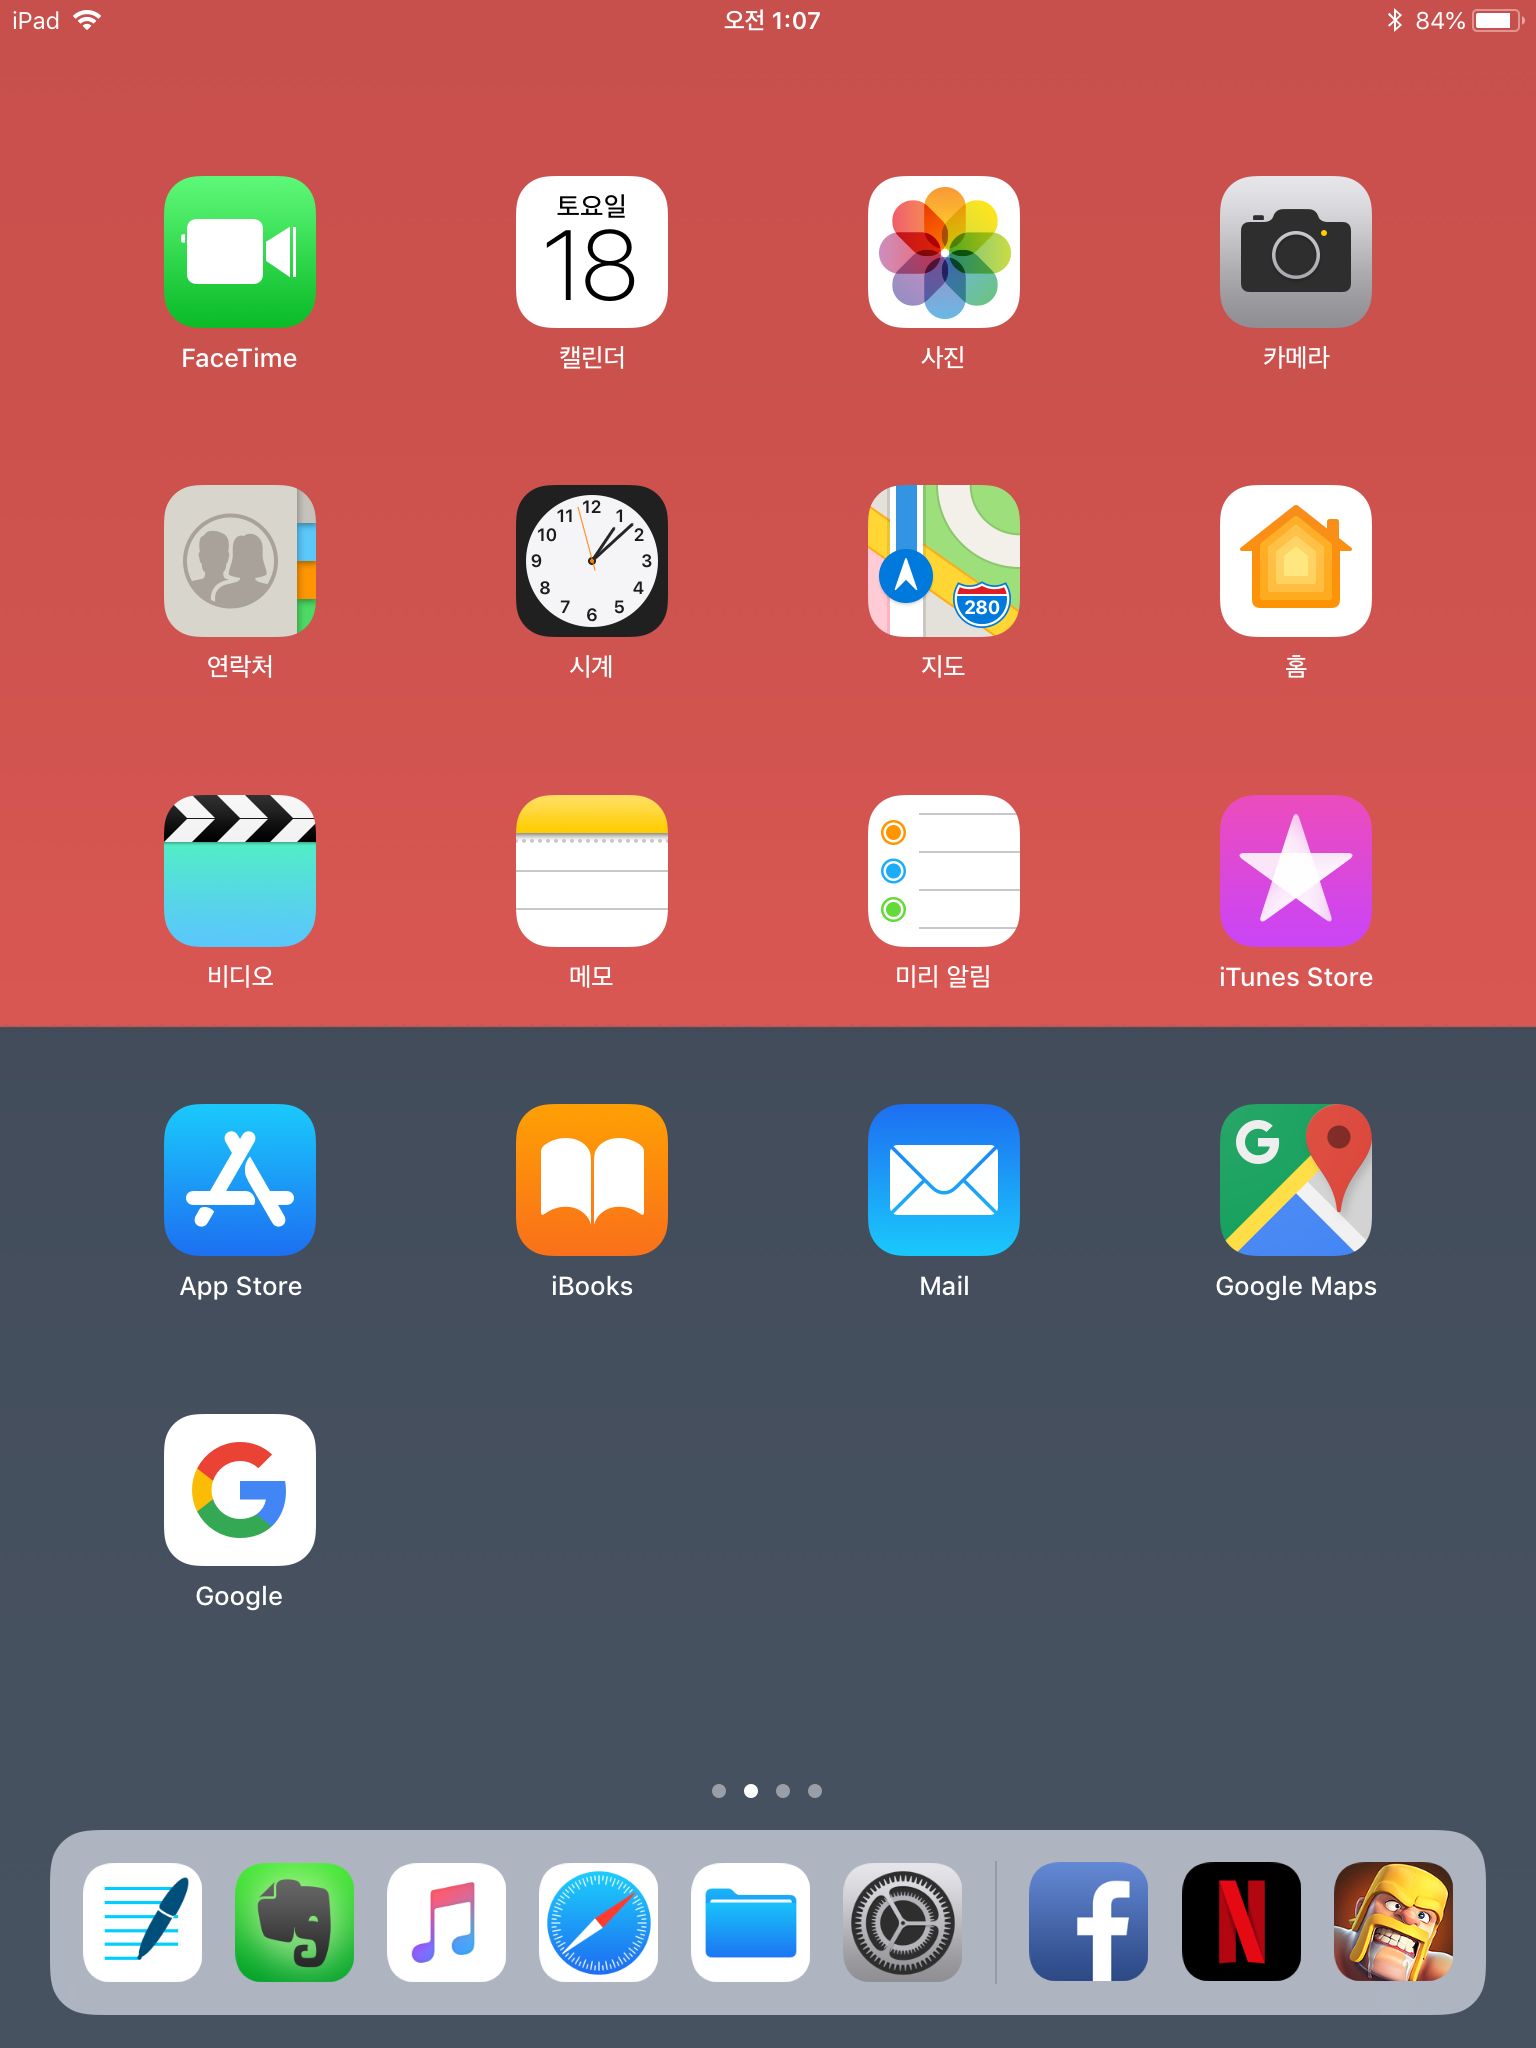 iPad 오전 1:07 84%
토요일
18
FaceTime 캘린더 사진 카메라
12
11 1
10 2
9 3
8 4
7 5
6
280
연락처 시계 지도 홈
비디오 메모 미리 알림 iTunes Store
G
App Store iBooks Mail Google Maps
G
Google
f N